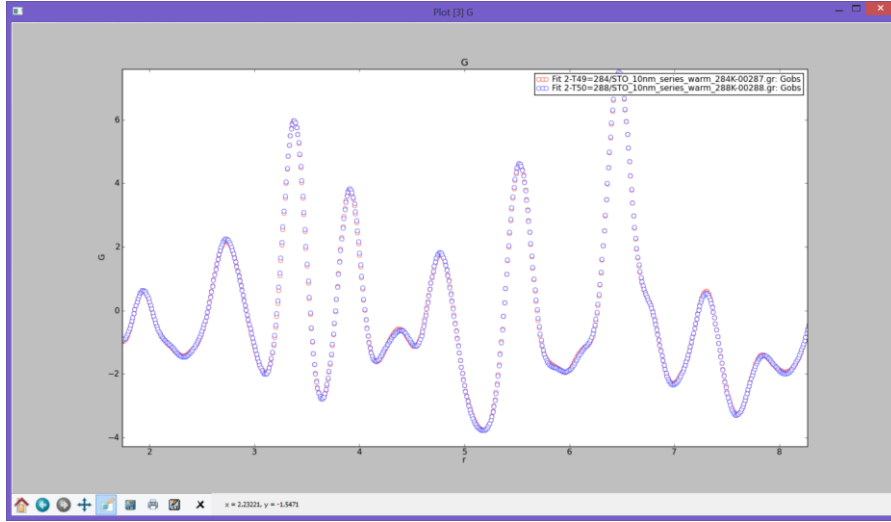 Plot [3] G
G
Fit 2-T49=284/STO_10nm_series_warm_284K-00287.gr: Gobs
Fit 2-T50=288/STO_10nm_series_warm_288K-00288.gr: Gobs
6
4
2
0
−2
−4
G
2 3 4 5 6 7 8
r
x = 2.23221, y = -1.5471